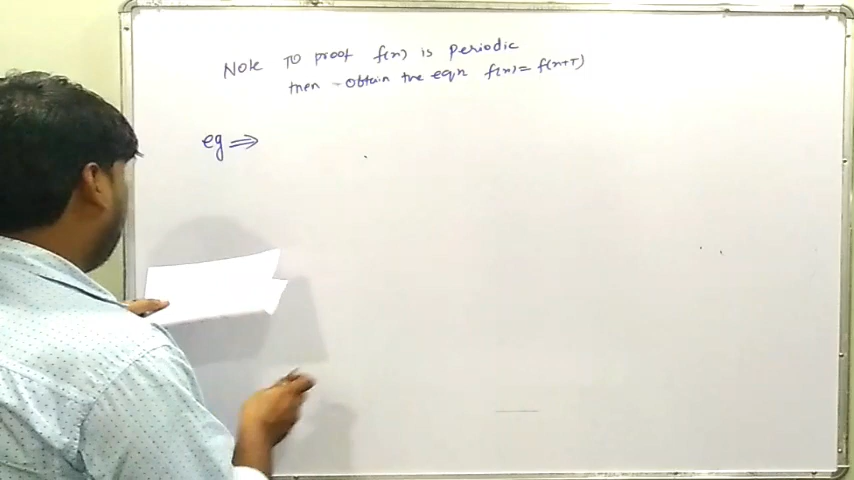 Note To proof f(x) is periodic
then - obtain the eqn f(x) = f(x+T)
eg ⇒